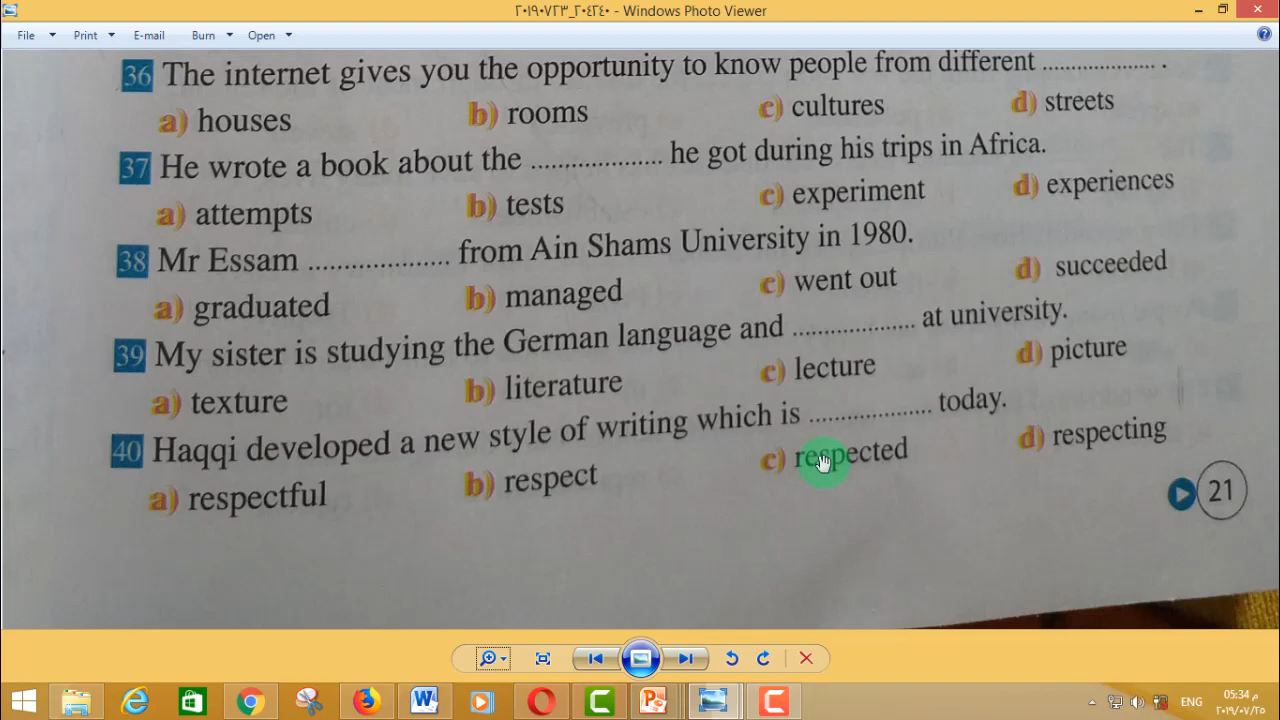 ٢٠١٩٠٧٢٣_٢٠٤٢٤٠ - Windows Photo Viewer
File Print E-mail Burn Open
36 The internet gives you the opportunity to know people from different .................... .
a) houses b) rooms c) cultures d) streets
37 He wrote a book about the .................... he got during his trips in Africa.
a) attempts b) tests c) experiment d) experiences
38 Mr Essam .................... from Ain Shams University in 1980.
a) graduated b) managed c) went out d) succeeded
39 My sister is studying the German language and .................... at university.
a) texture b) literature c) lecture d) picture
40 Haqqi developed a new style of writing which is .................... today.
a) respectful b) respect c) respected d) respecting
21
ENG
05:34 م
٢٠١٩/٠٧/٢٥